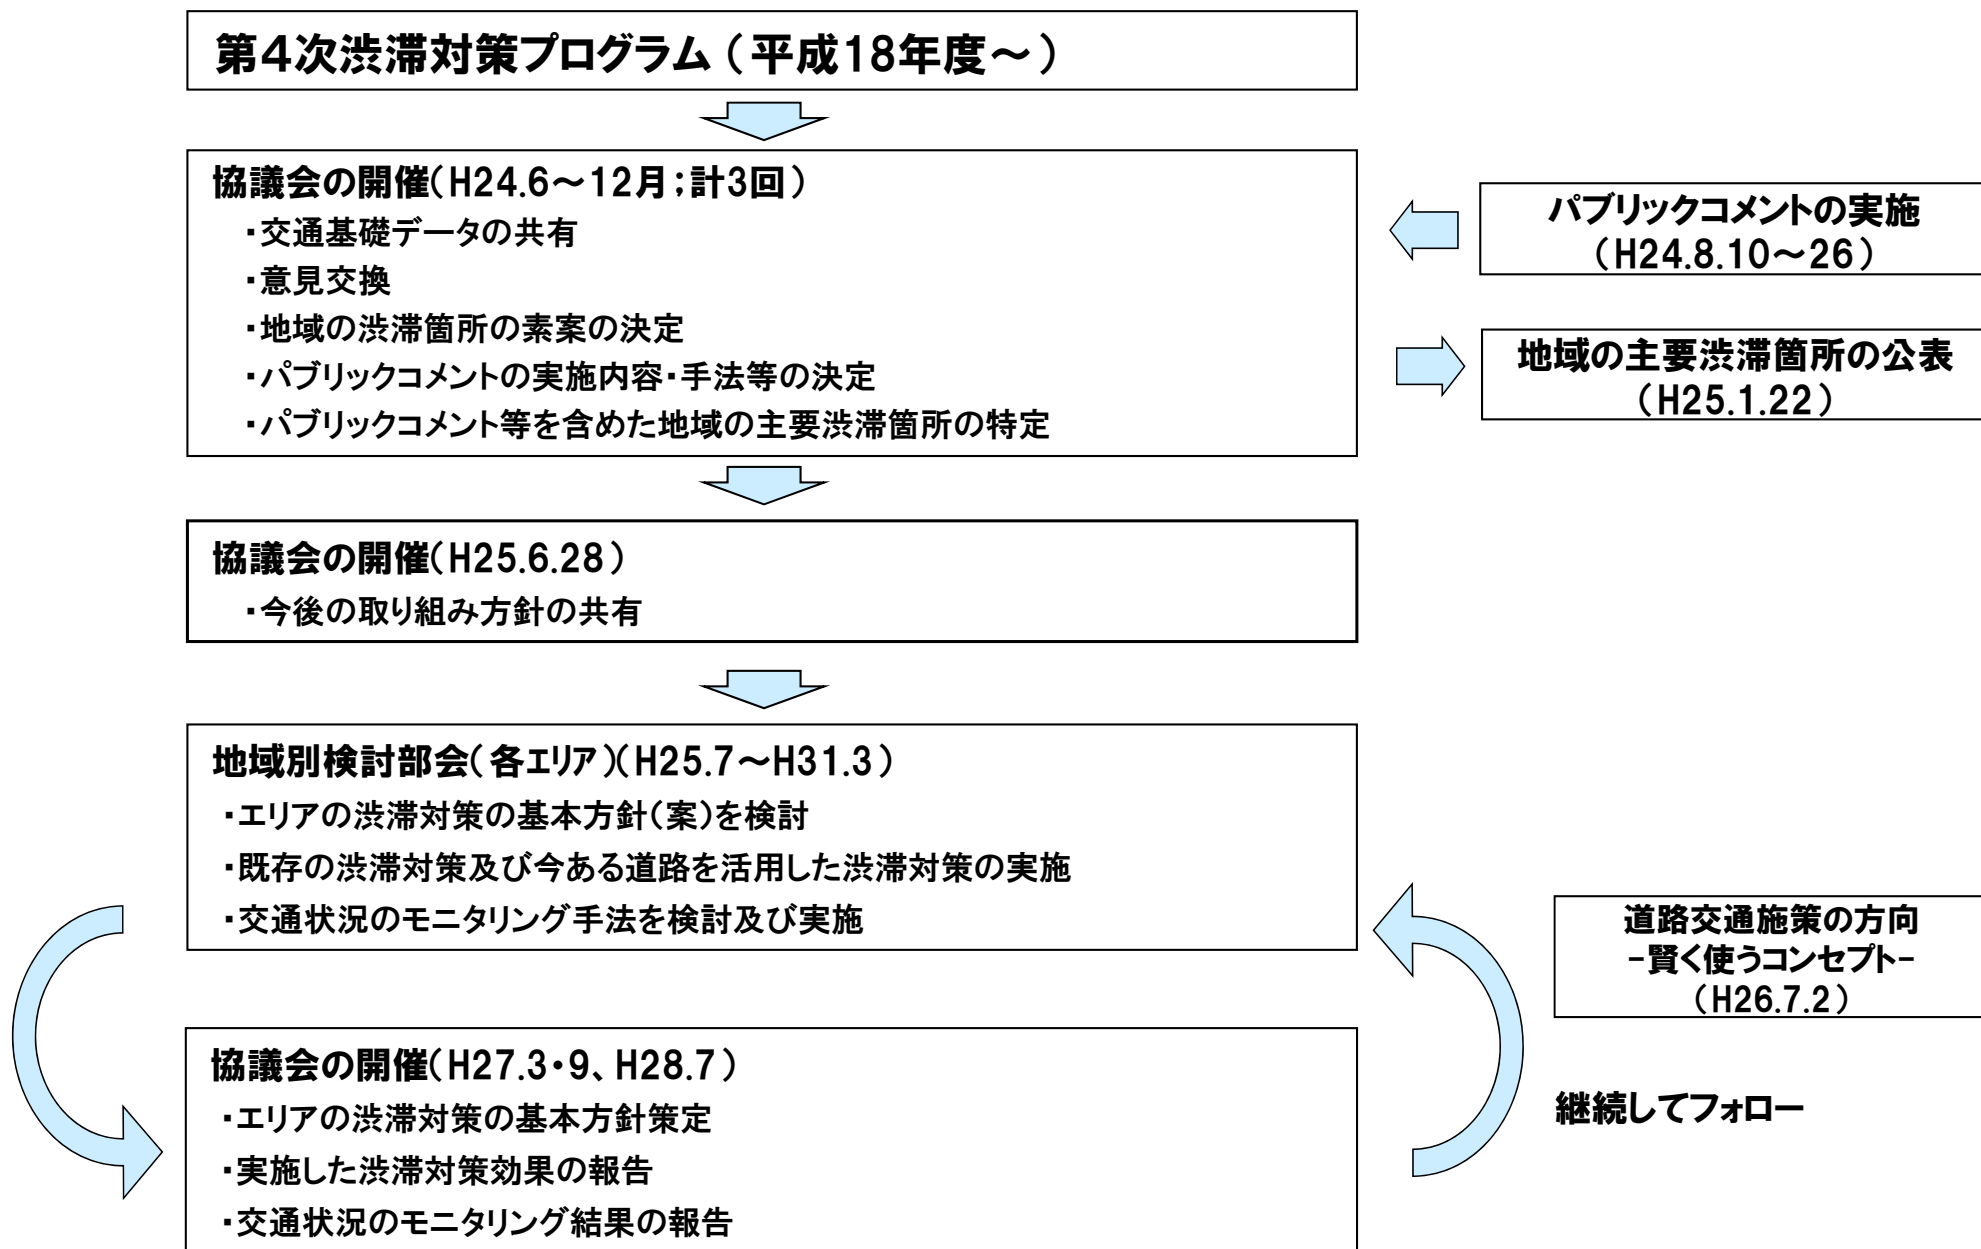 第4次渋滞対策プログラム（平成18年度～）
協議会の開催（H24.6～12月；計3回）
・交通基礎データの共有
・意見交換
・地域の渋滞箇所の素案の決定
・パブリックコメントの実施内容・手法等の決定
・パブリックコメント等を含めた地域の主要渋滞箇所の特定
パブリックコメントの実施
（H24.8.10～26）
地域の主要渋滞箇所の公表
（H25.1.22）
協議会の開催（H25.6.28）
・今後の取り組み方針の共有
地域別検討部会（各エリア）（H25.7～H31.3）
・エリアの渋滞対策の基本方針（案）を検討
・既存の渋滞対策及び今ある道路を活用した渋滞対策の実施
・交通状況のモニタリング手法を検討及び実施
道路交通施策の方向
-賢く使うコンセプト-
（H26.7.2）
協議会の開催（H27.3・9、H28.7）
・エリアの渋滞対策の基本方針策定
・実施した渋滞対策効果の報告
・交通状況のモニタリング結果の報告
継続してフォロー